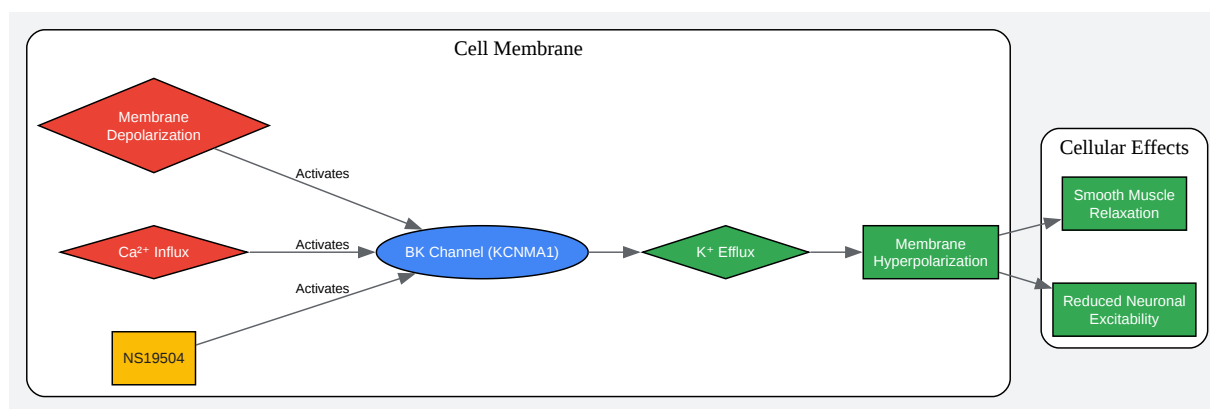 Cell Membrane
Membrane
Depolarization
Activates
Ca²⁺ Influx
Activates
BK Channel (KCNMA1)
K⁺ Efflux
Membrane
Hyperpolarization
Activates
NS19504
Cellular Effects
Smooth Muscle
Relaxation
Reduced Neuronal
Excitability